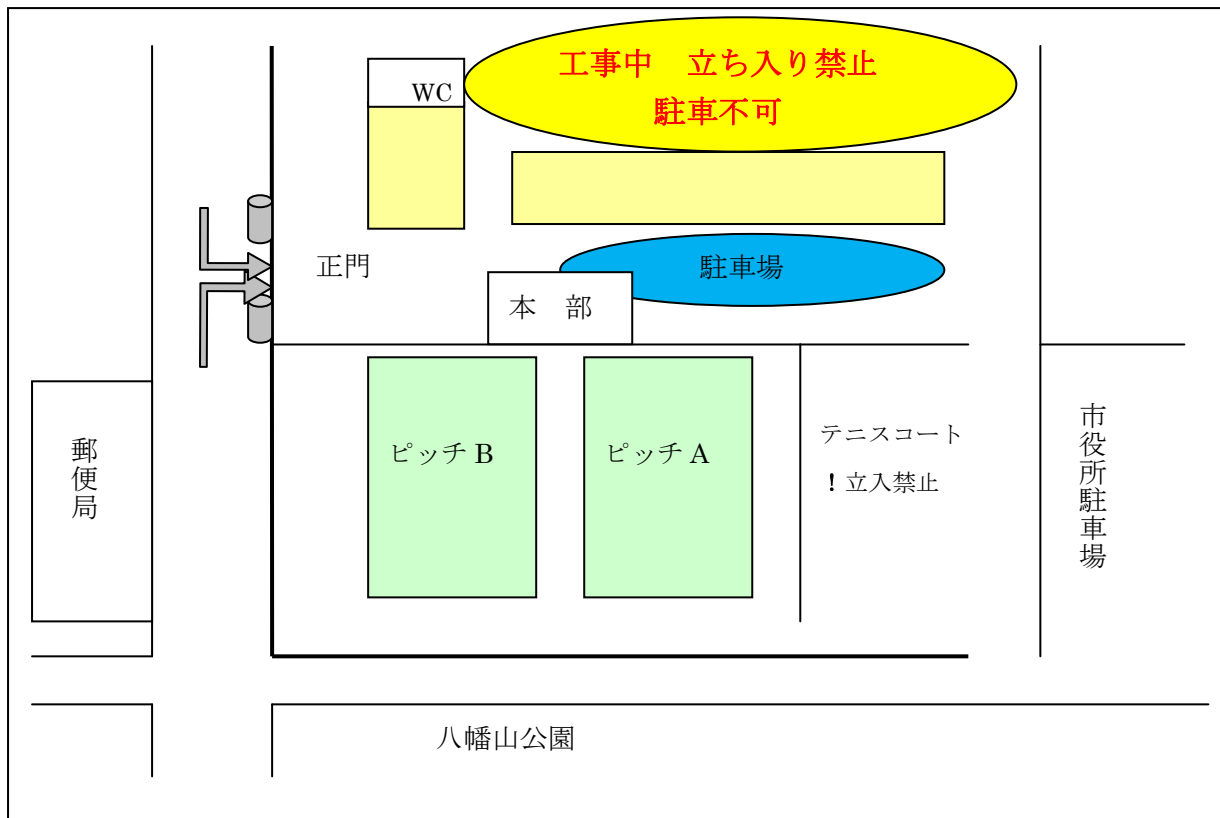 工事中　立ち入り禁止
駐車不可
WC
正門
駐車場
本　部
ピッチ B
ピッチ A
テニスコート
！立入禁止
郵便局
市役所駐車場
八幡山公園